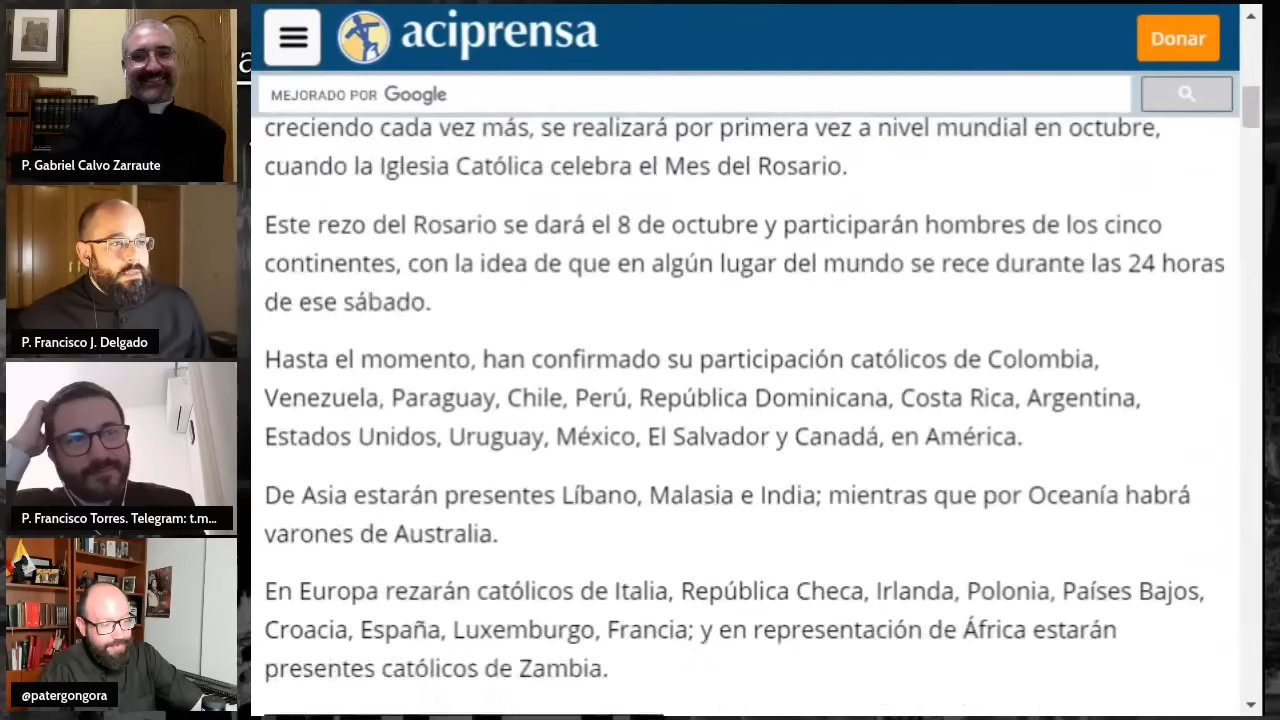 aciprensa
Donar
MEJORADO POR Google
creciendo cada vez más, se realizará por primera vez a nivel mundial en octubre,
cuando la Iglesia Católica celebra el Mes del Rosario.
Este rezo del Rosario se dará el 8 de octubre y participarán hombres de los cinco
continentes, con la idea de que en algún lugar del mundo se rece durante las 24 horas
de ese sábado.
Hasta el momento, han confirmado su participación católicos de Colombia,
Venezuela, Paraguay, Chile, Perú, República Dominicana, Costa Rica, Argentina,
Estados Unidos, Uruguay, México, El Salvador y Canadá, en América.
De Asia estarán presentes Líbano, Malasia e India; mientras que por Oceanía habrá
varones de Australia.
En Europa rezarán católicos de Italia, República Checa, Irlanda, Polonia, Países Bajos,
Croacia, España, Luxemburgo, Francia; y en representación de África estarán
presentes católicos de Zambia.
P. Gabriel Calvo Zarraute
P. Francisco J. Delgado
P. Francisco Torres. Telegram: t.m...
@patergongora